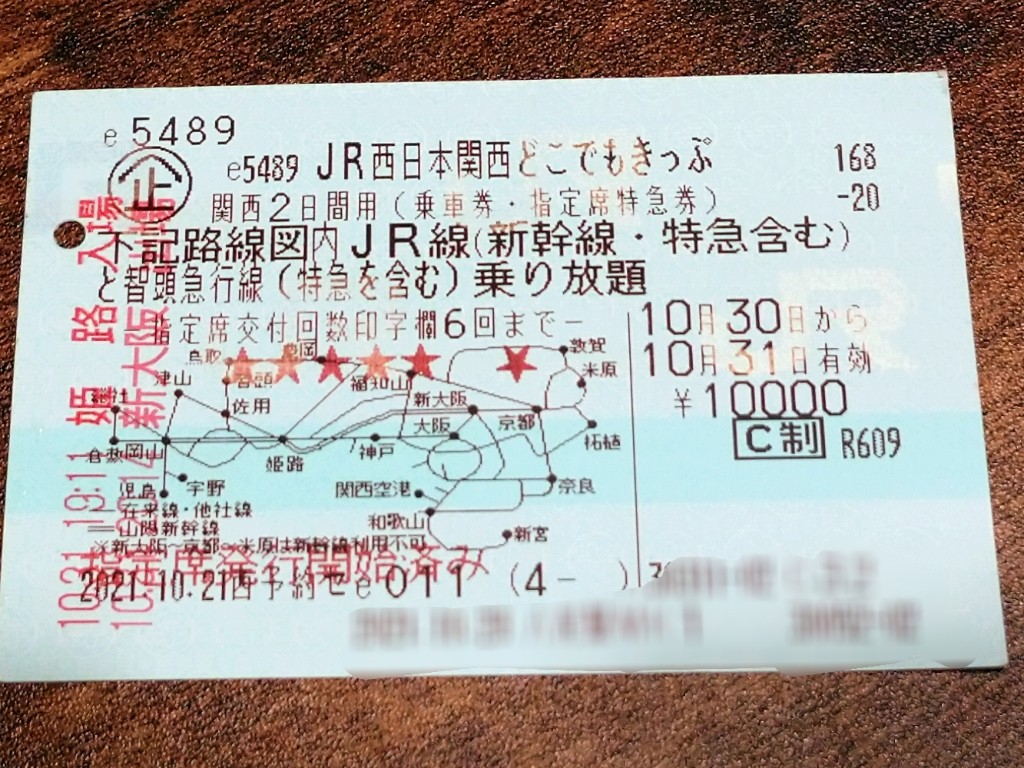 e5489
e5489 JR西日本関西どこでもきっぷ 168
関西2日間用(乗車券・指定席特急券) -20
下記路線図内JR線(新幹線・特急含む)
と智頭急行線(特急を含む)乗り放題
指定席交付回数印字欄6回まで−
10月30日から
10月31日有効
¥10000
C制 R609
鳥取 豊岡 敦賀
智頭 福知山 米原
津山 佐用 新大阪
大阪 京都 柘植
総社 倉敷 岡山 姫路 神戸
児島 宇野 関西空港 奈良
和歌山 新宮
在来線・他社線
山陽新幹線
※新大阪~京都~米原は新幹線利用不可
席発行開始済み
2021.10.21西予約セe011 (4- )
10.31 19:11 姫 路 入場
新大阪